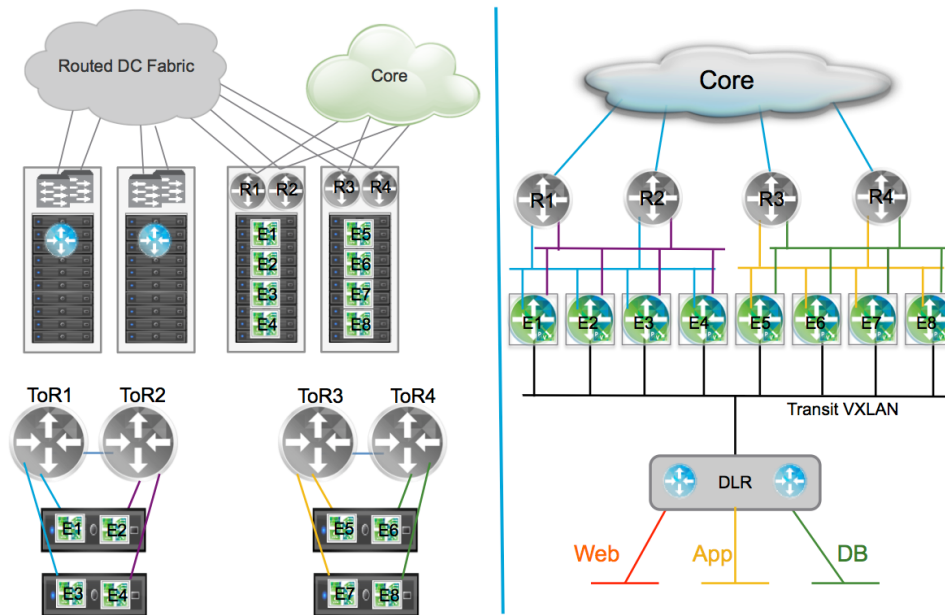 Routed DC Fabric
Core
R1 R2 R3 R4
E1 E5
E2 E6
E3 E7
E4 E8
ToR1 ToR2 ToR3 ToR4
E1 E2 E5 E6
E3 E4 E7 E8
Core
R1 R2 R3 R4
E1 E2 E3 E4 E5 E6 E7 E8
Transit VXLAN
DLR
Web App DB